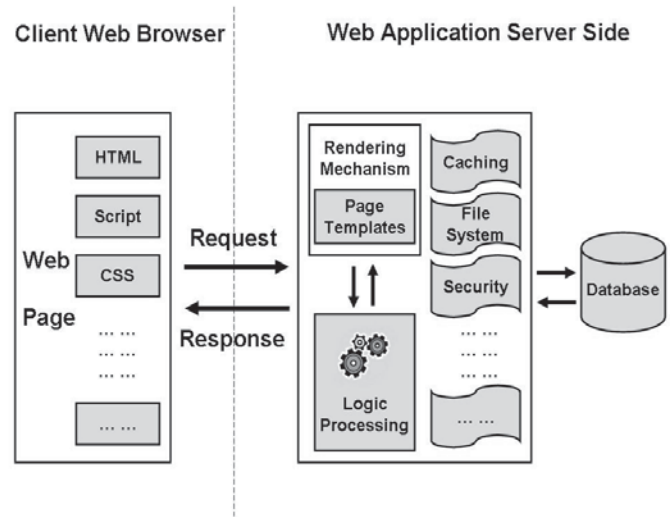 Client Web Browser
Web Application Server Side
HTML
Script
CSS
Web
Page
... ...
... ...
... ...
... ...
Request
Response
Rendering
Mechanism
Page
Templates
Logic
Processing
Caching
File
System
Security
... ...
... ...
... ...
... ...
Database